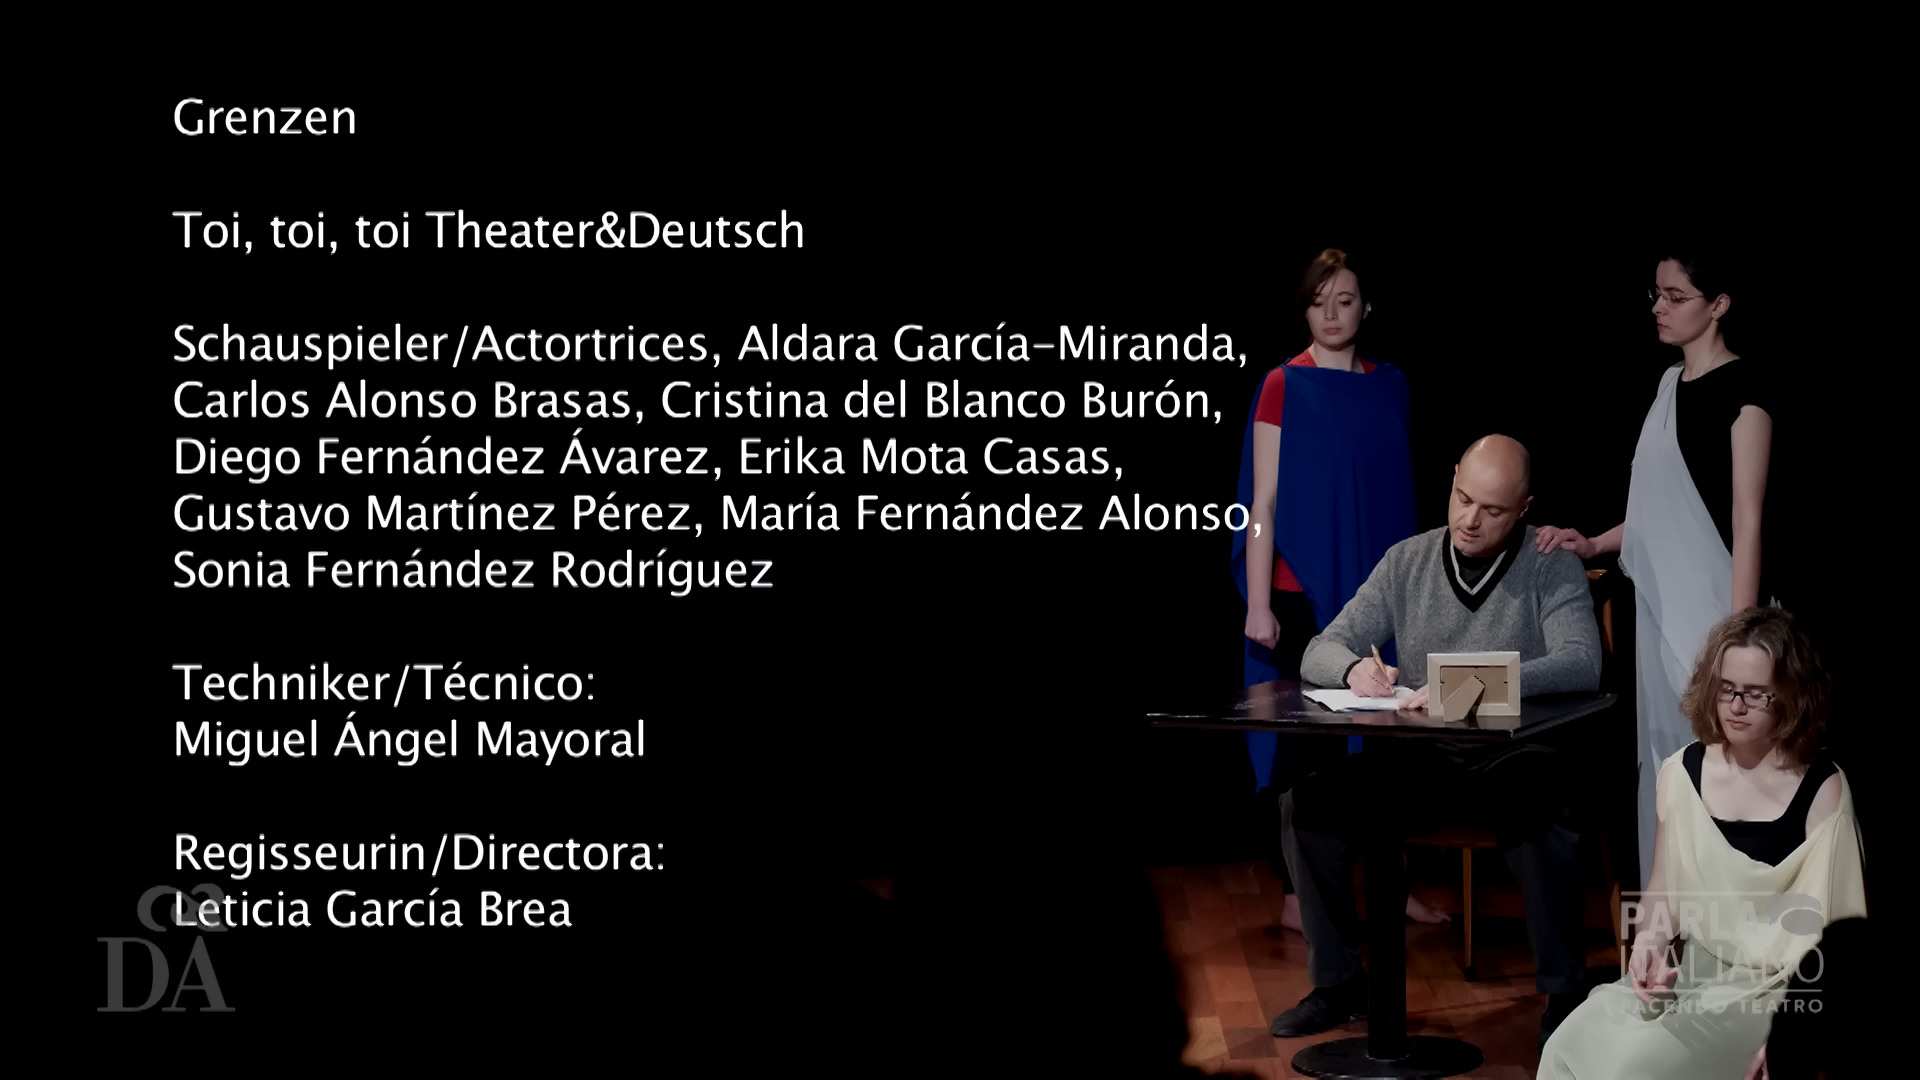 Grenzen
Toi, toi, toi Theater&Deutsch
Schauspieler/Actortrices, Aldara García-Miranda,
Carlos Alonso Brasas, Cristina del Blanco Burón,
Diego Fernández Ávarez, Erika Mota Casas,
Gustavo Martínez Pérez, María Fernández Alonso,
Sonia Fernández Rodríguez
Techniker/Técnico:
Miguel Ángel Mayoral
Regisseurin/Directora:
Leticia García Brea
DA
PARLA
ITALIANO
FACENDO TEATRO